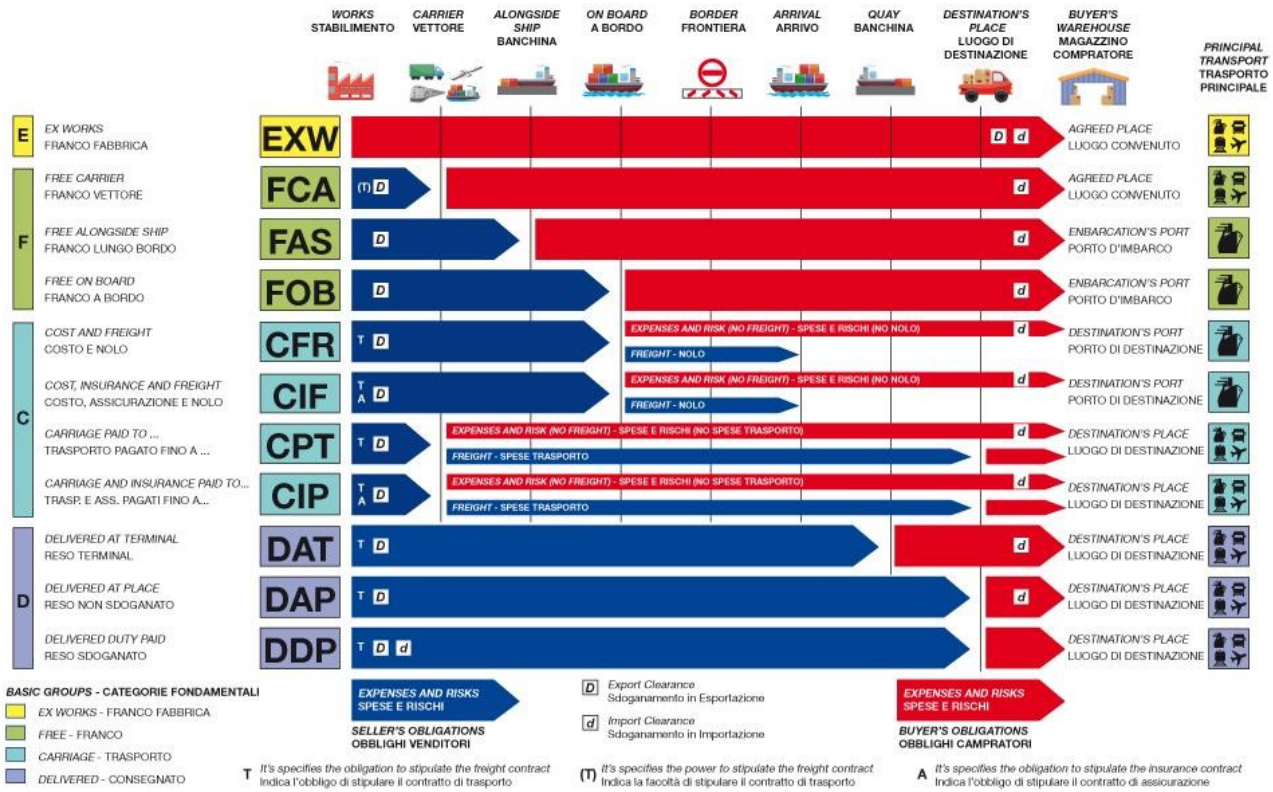 WORKS
STABILIMENTO
CARRIER
VETTORE
ALONGSIDE
SHIP
BANCHINA
ON BOARD
A BORDO
BORDER
FRONTIERA
ARRIVAL
ARRIVO
QUAY
BANCHINA
DESTINATION'S
PLACE
LUOGO DI
DESTINAZIONE
BUYER'S
WAREHOUSE
MAGAZZINO
COMPRATORE
PRINCIPAL
TRANSPORT
TRASPORTO
PRINCIPALE
E
EX WORKS
FRANCO FABBRICA
EXW
D d
AGREED PLACE
LUOGO CONVENUTO
F
FREE CARRIER
FRANCO VETTORE
FCA
(T) D
d
AGREED PLACE
LUOGO CONVENUTO
FREE ALONGSIDE SHIP
FRANCO LUNGO BORDO
FAS
D
d
ENBARCATION'S PORT
PORTO D'IMBARCO
FREE ON BOARD
FRANCO A BORDO
FOB
D
d
ENBARCATION'S PORT
PORTO D'IMBARCO
C
COST AND FREIGHT
COSTO E NOLO
CFR
T D
EXPENSES AND RISK (NO FREIGHT) - SPESE E RISCHI (NO NOLO)
d
FREIGHT - NOLO
DESTINATION'S PORT
PORTO DI DESTINAZIONE
COST, INSURANCE AND FREIGHT
COSTO, ASSICURAZIONE E NOLO
CIF
T
A
D
EXPENSES AND RISK (NO FREIGHT) - SPESE E RISCHI (NO NOLO)
d
FREIGHT - NOLO
DESTINATION'S PORT
PORTO DI DESTINAZIONE
CARRIAGE PAID TO ...
TRASPORTO PAGATO FINO A ...
CPT
T D
EXPENSES AND RISK (NO FREIGHT) - SPESE E RISCHI (NO SPESE TRASPORTO)
d
FREIGHT - SPESE TRASPORTO
DESTINATION'S PLACE
LUOGO DI DESTINAZIONE
CARRIAGE AND INSURANCE PAID TO...
TRASP. E ASS. PAGATI FINO A...
CIP
T
A
D
EXPENSES AND RISK (NO FREIGHT) - SPESE E RISCHI (NO SPESE TRASPORTO)
d
FREIGHT - SPESE TRASPORTO
DESTINATION'S PLACE
LUOGO DI DESTINAZIONE
D
DELIVERED AT TERMINAL
RESO TERMINAL
DAT
T D
d
DESTINATION'S PLACE
LUOGO DI DESTINAZIONE
DELIVERED AT PLACE
RESO NON SDOGANATO
DAP
T D
d
DESTINATION'S PLACE
LUOGO DI DESTINAZIONE
DELIVERED DUTY PAID
RESO SDOGANATO
DDP
T D d
DESTINATION'S PLACE
LUOGO DI DESTINAZIONE
BASIC GROUPS - CATEGORIE FONDAMENTALI
EX WORKS - FRANCO FABBRICA
FREE - FRANCO
CARRIAGE - TRASPORTO
DELIVERED - CONSEGNATO
EXPENSES AND RISKS
SPESE E RISCHI
SELLER'S OBLIGATIONS
OBBLIGHI VENDITORI
D Export Clearance
Sdoganamento in Esportazione
d Import Clearance
Sdoganamento in Importazione
EXPENSES AND RISKS
SPESE E RISCHI
BUYER'S OBLIGATIONS
OBBLIGHI CAMPRATORI
T It's specifies the obligation to stipulate the freight contract
Indica l'obbligo di stipulare il contratto di trasporto
(T) It's specifies the power to stipulate the freight contract
Indica la facoltà di stipulare il contratto di trasporto
A It's specifies the obligation to stipulate the insurance contract
Indica l'obbligo di stipulare il contratto di assicurazione